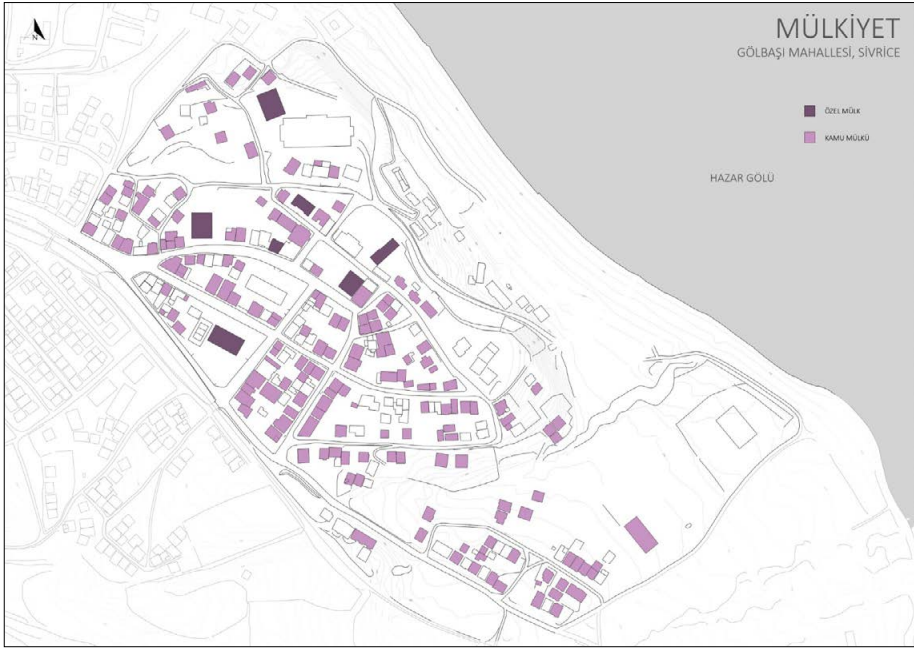 MÜLKİYET
GÖLBAŞI MAHALLESİ, SİVRİCE
N
ÖZEL MÜLK
KAMU MÜLKÜ
HAZAR GÖLÜ